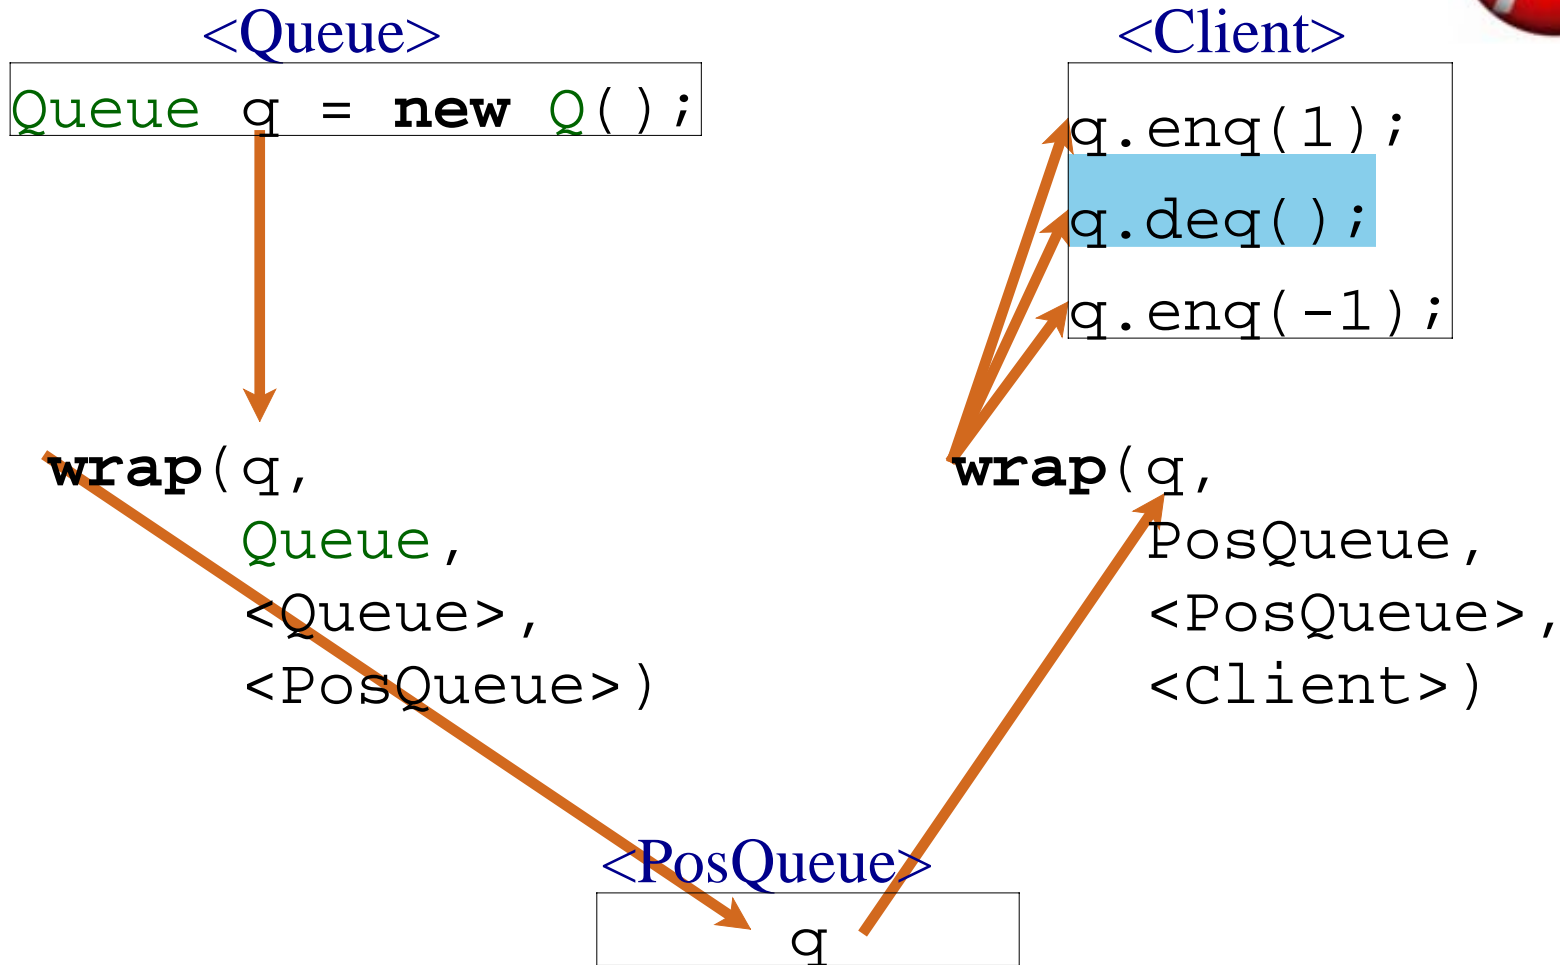 <Queue>
Queue q = new Q();
<Client>
q.enq(1);
q.deq();
q.enq(-1);
wrap(q,
Queue,
<Queue>,
<PosQueue>)
wrap(q,
PosQueue,
<PosQueue>,
<Client>)
<PosQueue>
q